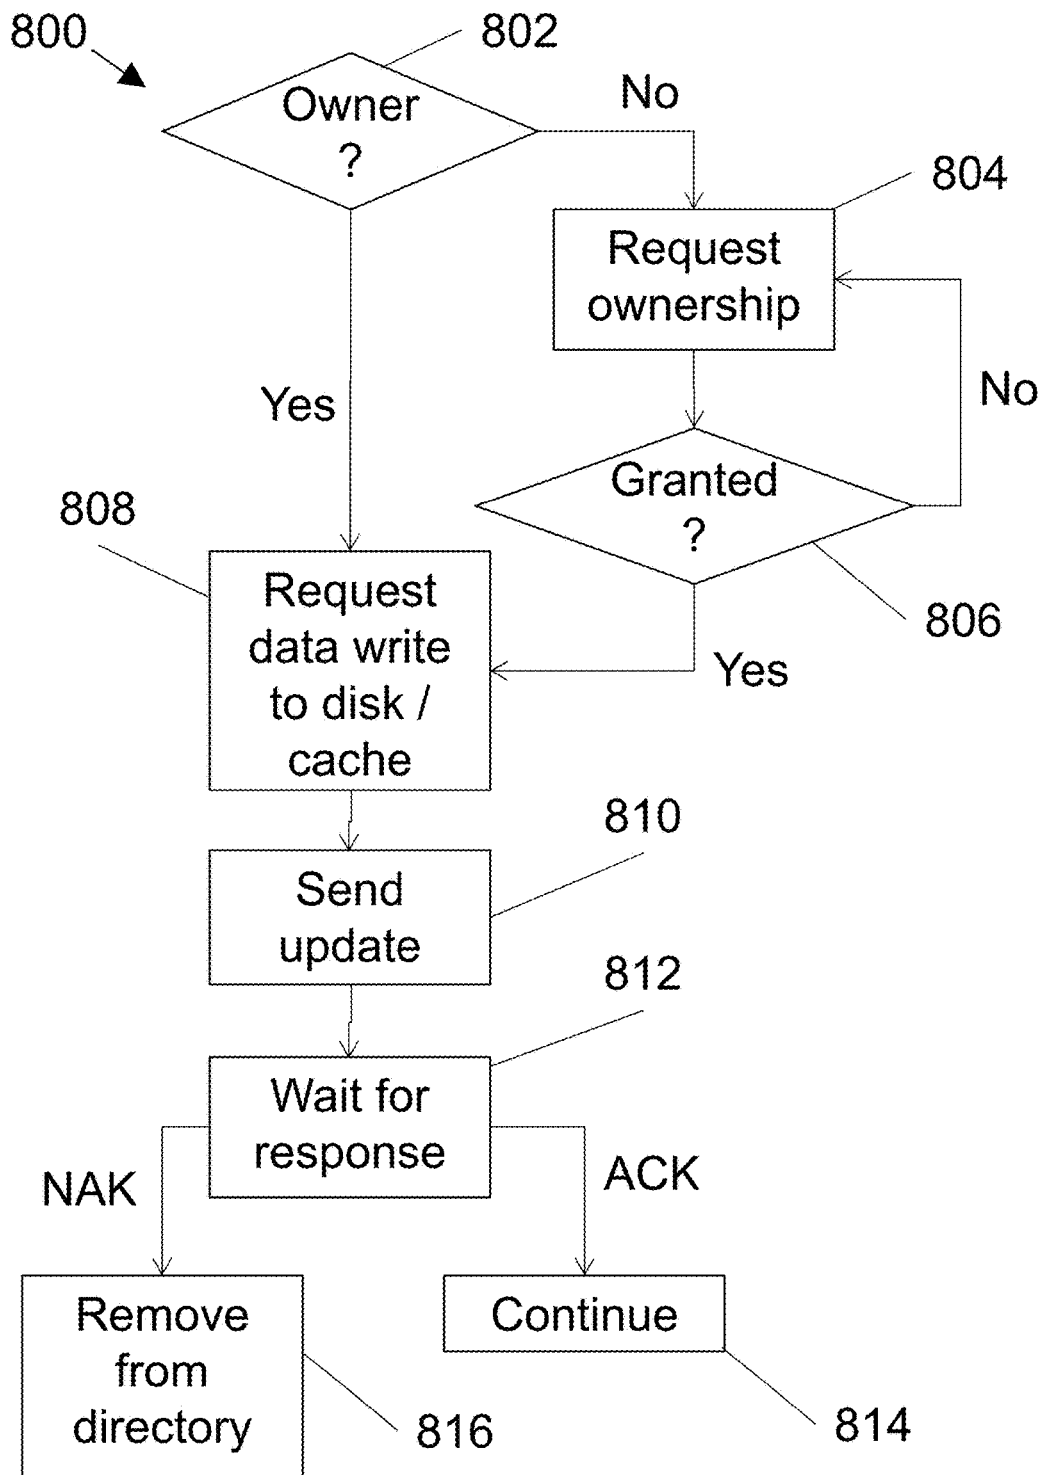 800
802
Owner
?
No
804
Request
ownership
Yes
No
Granted
?
808
806
Request
data write
to disk /
cache
Yes
810
Send
update
812
Wait for
response
NAK
ACK
Remove
from
directory
Continue
816
814